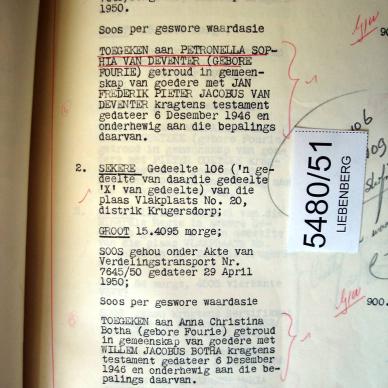 1950.
Soos per geswore waardasie
900
TOEGEKEN aan PETRONELLA SOP-
HIA VAN DEVENTER (GEBORE
FOURIE) getroud in gemeen-
skap van goedere met JAN
FREDERIK PIETER JACOBUS VAN
DEVENTER kragtens testament
gedateer 6 Desember 1946 en
onderhewig aan die bepalings
daarvan.
2. SEKERE Gedeelte 106 ('n ge-
deelte van daardie gedeelte
'X' van gedeelte) van die
plaas Vlakplaats No. 20,
distrik Krugersdorp;
GROOT 15.4095 morge;
SOOS gehou onder Akte van
Verdelingstransport Nr.
7645/50 gedateer 29 April
1950;
Soos per geswore waardasie
900.
TOEGEKEN aan Anna Christina
Botha (gebore Fourie) getroud
in gemeenskap van goedere met
WILLEM JACOBUS BOTHA kragtens
testament gedateer 6 Desember
1946 en onderhewig aan die be-
palings daarvan.
5480/51
LIEBENBERG
106
109